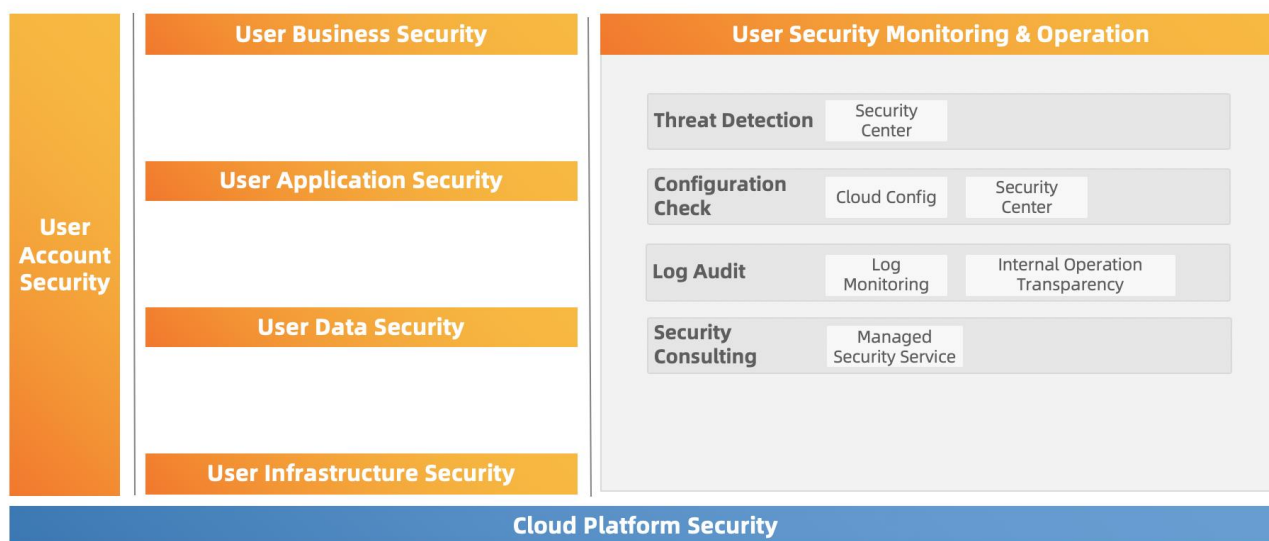 User
Account
Security
User Business Security
User Application Security
User Data Security
User Infrastructure Security
User Security Monitoring & Operation
Threat Detection
Security
Center
Configuration
Check
Cloud Config
Security
Center
Log Audit
Log
Monitoring
Internal Operation
Transparency
Security
Consulting
Managed
Security Service
Cloud Platform Security